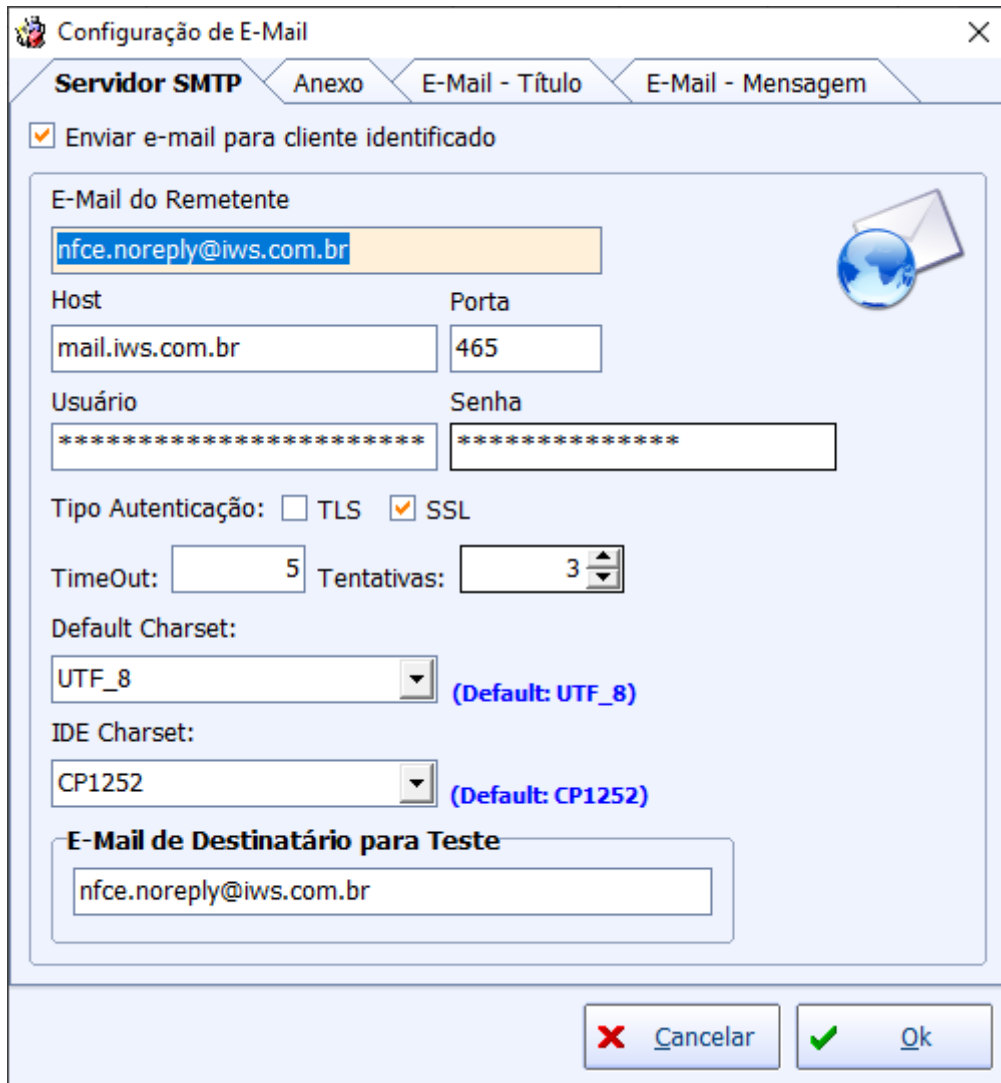 Configuração de E-Mail
Servidor SMTP Anexo E-Mail - Título E-Mail - Mensagem
Enviar e-mail para cliente identificado
E-Mail do Remetente
nfce.noreply@iws.com.br
Host Porta
mail.iws.com.br 465
Usuário Senha
*********************** **************
Tipo Autenticação: TLS SSL
TimeOut: 5 Tentativas: 3
Default Charset:
UTF_8 (Default: UTF_8)
IDE Charset:
CP1252 (Default: CP1252)
E-Mail de Destinatário para Teste
nfce.noreply@iws.com.br
Cancelar Ok